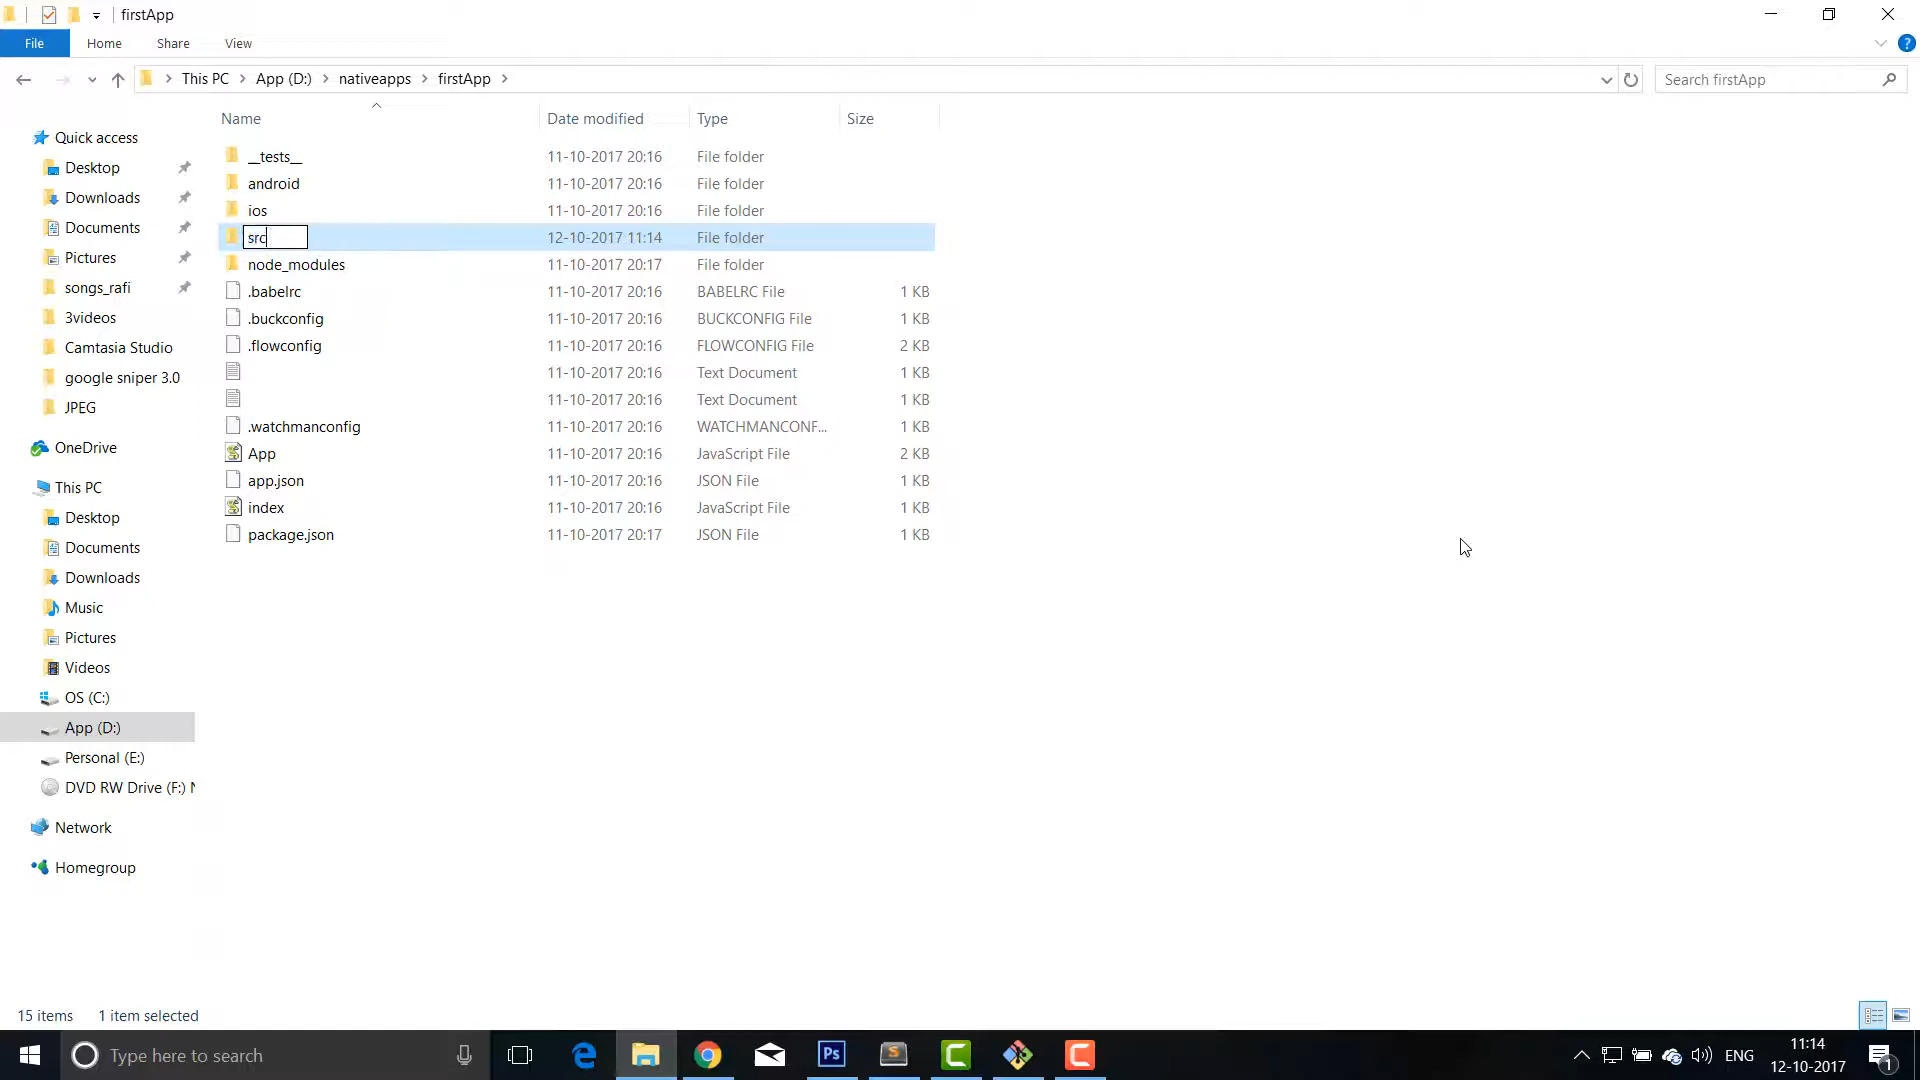 firstApp
File Home Share View
This PC App (D:) nativeapps firstApp
Search firstApp
Name Date modified Type Size
Quick access
Desktop
Downloads
Documents
Pictures
songs_rafi
3videos
Camtasia Studio
google sniper 3.0
JPEG
OneDrive
This PC
Desktop
Documents
Downloads
Music
Pictures
Videos
OS (C:)
App (D:)
Personal (E:)
DVD RW Drive (F:) N
Network
Homegroup
__tests__ 11-10-2017 20:16 File folder
android 11-10-2017 20:16 File folder
ios 11-10-2017 20:16 File folder
src 12-10-2017 11:14 File folder
node_modules 11-10-2017 20:17 File folder
.babelrc 11-10-2017 20:16 BABELRC File 1 KB
.buckconfig 11-10-2017 20:16 BUCKCONFIG File 1 KB
.flowconfig 11-10-2017 20:16 FLOWCONFIG File 2 KB
11-10-2017 20:16 Text Document 1 KB
11-10-2017 20:16 Text Document 1 KB
.watchmanconfig 11-10-2017 20:16 WATCHMANCONF... 1 KB
App 11-10-2017 20:16 JavaScript File 2 KB
app.json 11-10-2017 20:16 JSON File 1 KB
index 11-10-2017 20:16 JavaScript File 1 KB
package.json 11-10-2017 20:17 JSON File 1 KB
15 items 1 item selected
Type here to search
Ps
ENG
11:14
12-10-2017
1